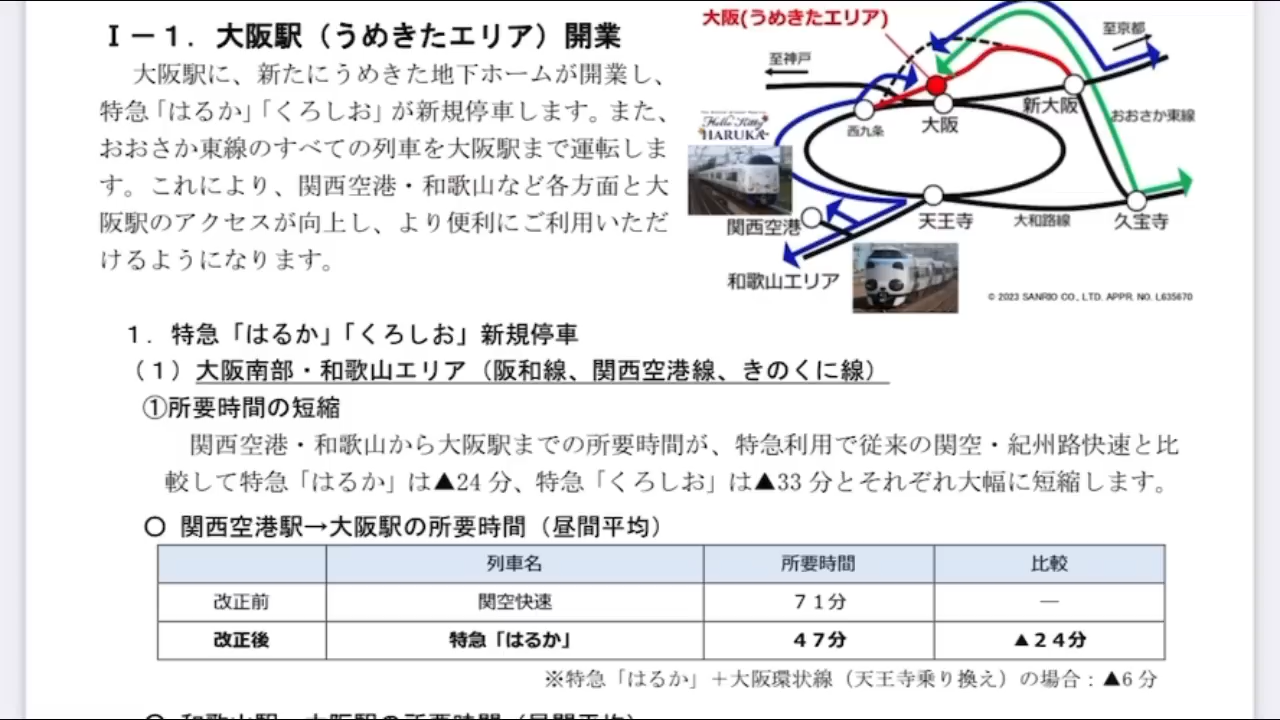 Ⅰ－１．大阪駅（うめきたエリア）開業
大阪駅に、新たにうめきた地下ホームが開業し、
特急「はるか」「くろしお」が新規停車します。また、
おおさか東線のすべての列車を大阪駅まで運転しま
す。これにより、関西空港・和歌山など各方面と大
阪駅のアクセスが向上し、より便利にご利用いただ
けるようになります。
大阪(うめきたエリア)
至京都
至神戸
新大阪
おおさか東線
西九条
大阪
Hello Kitty
HARUKA
関西空港
天王寺
大和路線
久宝寺
和歌山エリア
© 2023 SANRIO CO., LTD. APPR. NO. L635670
１．特急「はるか」「くろしお」新規停車
（１）大阪南部・和歌山エリア（阪和線、関西空港線、きのくに線）
①所要時間の短縮
関西空港・和歌山から大阪駅までの所要時間が、特急利用で従来の関空・紀州路快速と比
較して特急「はるか」は▲24 分、特急「くろしお」は▲33 分とそれぞれ大幅に短縮します。
○ 関西空港駅→大阪駅の所要時間（昼間平均）
列車名 所要時間 比較
改正前 関空快速 ７１分 ―
改正後 特急「はるか」 ４７分 ▲２４分
※特急「はるか」＋大阪環状線（天王寺乗り換え）の場合：▲6 分